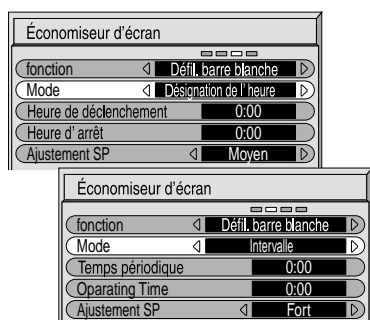 Économiseur d'écran
fonction Défil. barre blanche
Mode Désignation de l' heure
Heure de déclenchement 0:00
Heure d' arrêt 0:00
Ajustement SP Moyen
Économiseur d'écran
fonction Défil. barre blanche
Mode Intervalle
Temps périodique 0:00
Oparating Time 0:00
Ajustement SP Fort